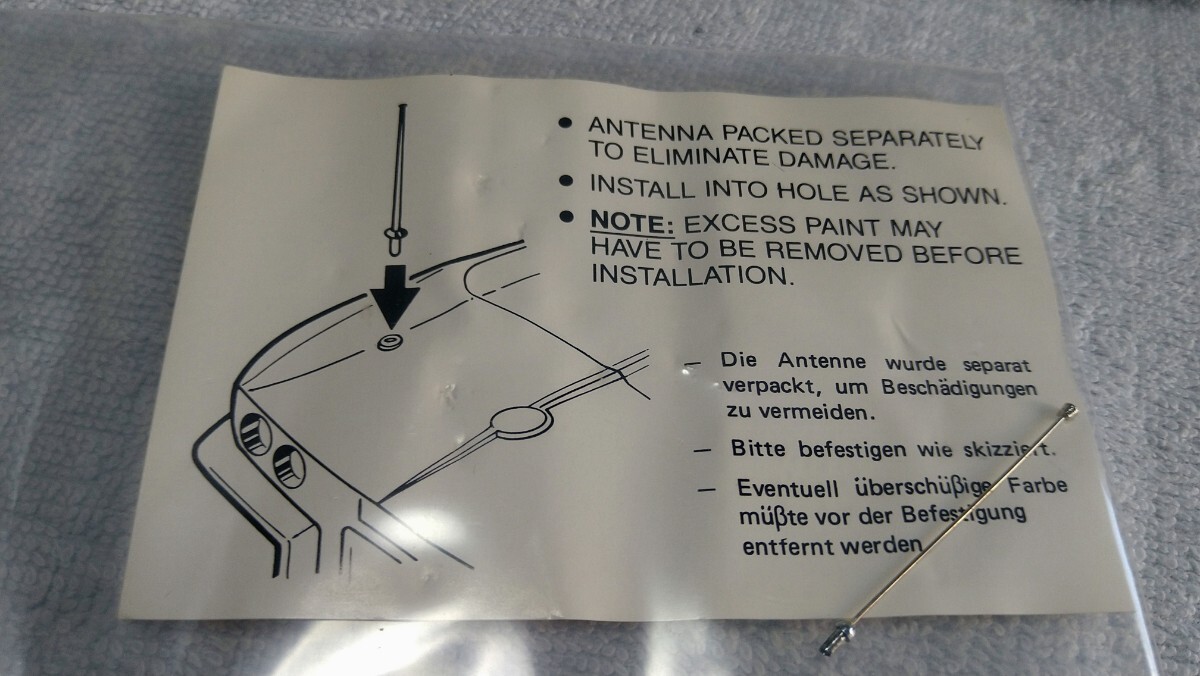 • ANTENNA PACKED SEPARATELY
TO ELIMINATE DAMAGE.
• INSTALL INTO HOLE AS SHOWN.
• NOTE: EXCESS PAINT MAY
HAVE TO BE REMOVED BEFORE
INSTALLATION.
— Die Antenne wurde separat
verpackt, um Beschädigungen
zu vermeiden.
— Bitte befestigen wie skizziert.
— Eventuell überschüßige Farbe
müßte vor der Befestigung
entfernt werden